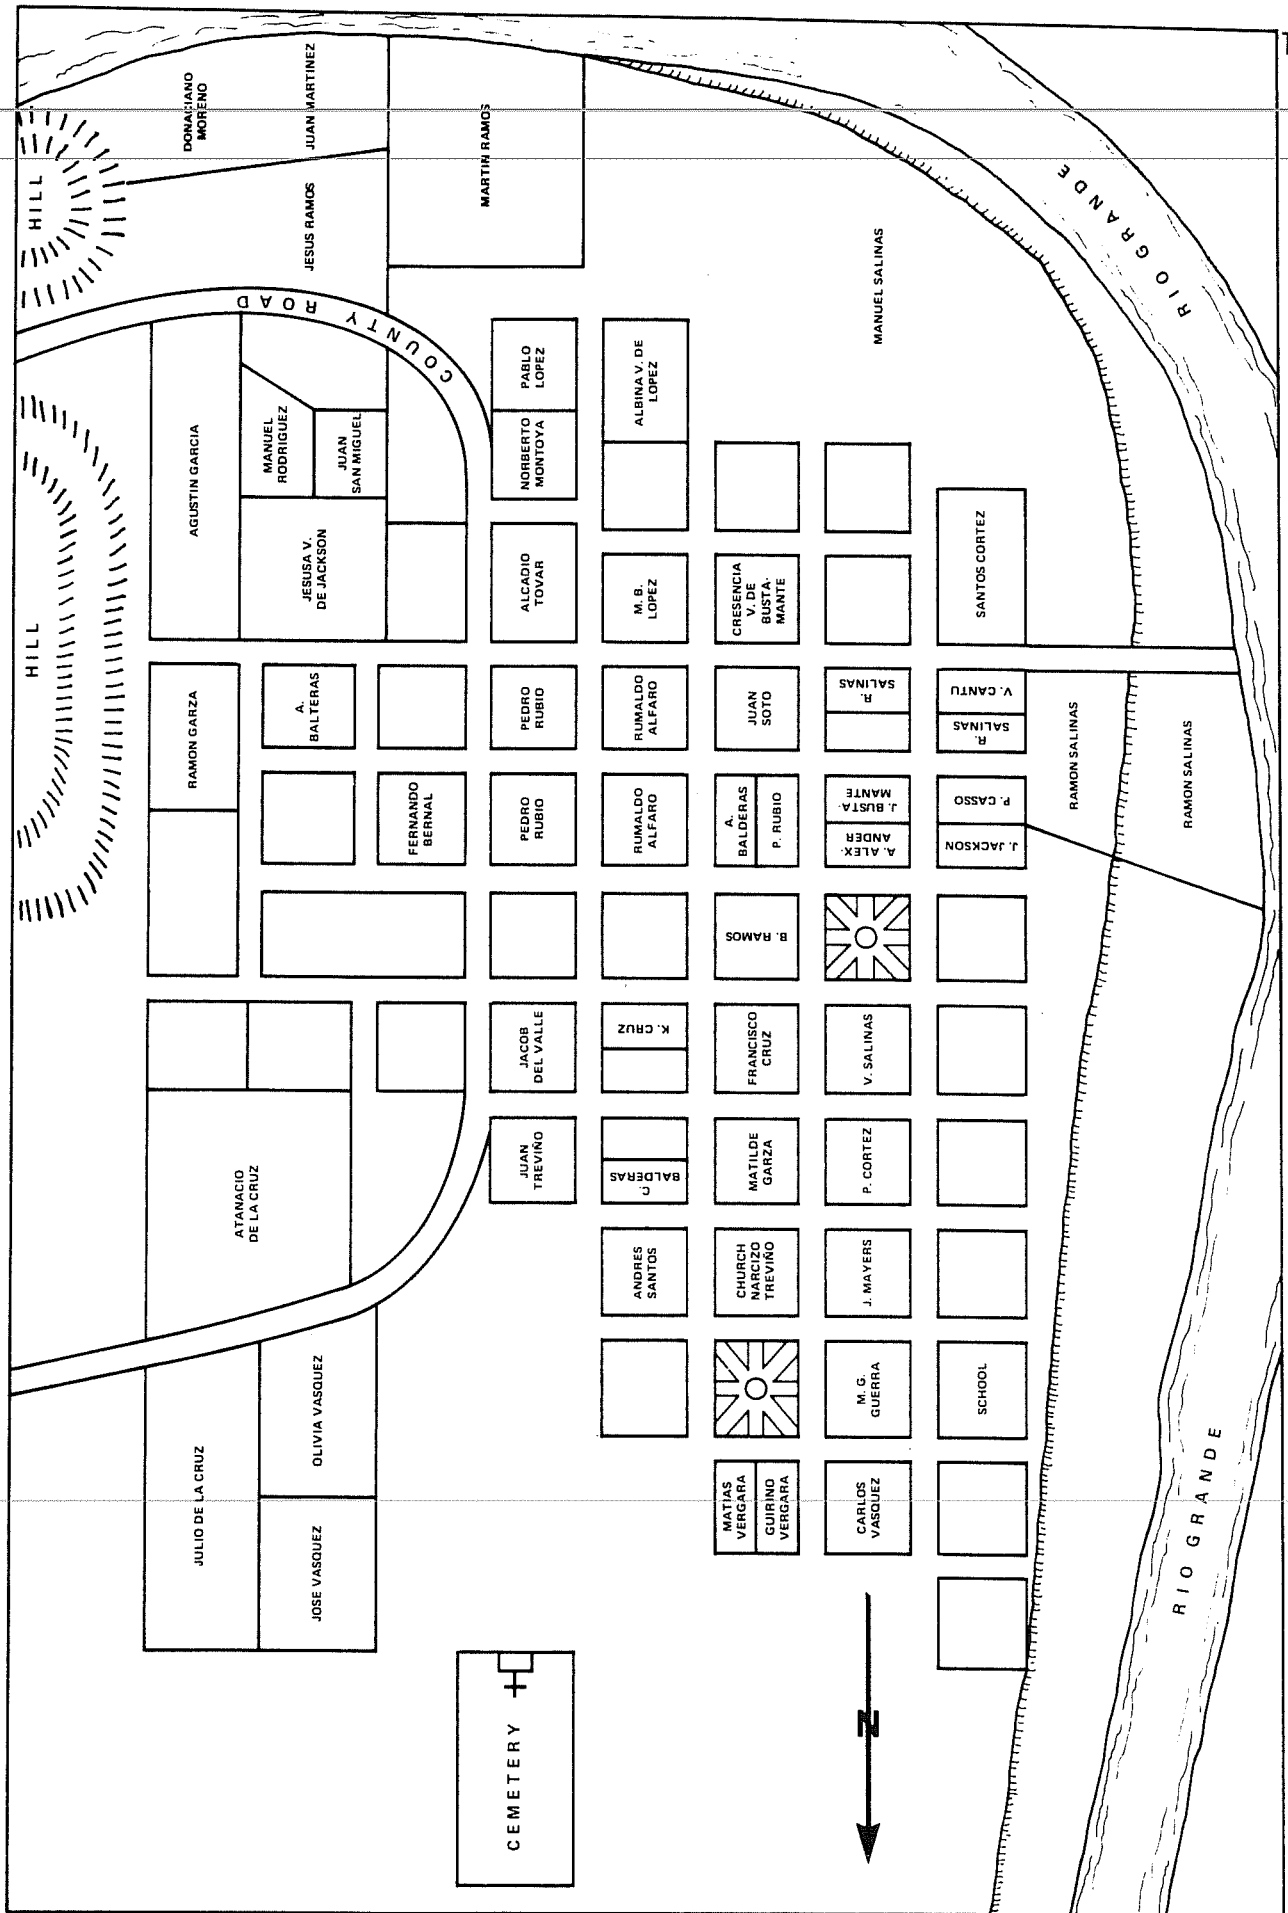 HILL
DONACIANO
MORENO
JUAN MARTINEZ
JESUS RAMOS
MARTIN RAMOS
COUNTY ROAD
RIO GRANDE
MANUEL SALINAS
HILL
AGUSTIN GARCIA
MANUEL
RODRIGUEZ
JUAN
SAN MIGUEL
JESUSA V.
DE JACKSON
PABLO
LOPEZ
NORBERTO
MONTOYA
ALBINA V. DE
LOPEZ
ALCADIO
TOVAR
M. B.
LOPEZ
CRESENCIA
V. DE
BUSTA-
MANTE
SANTOS CORTEZ
RAMON GARZA
A.
BALTERAS
PEDRO
RUBIO
RUMALDO
ALFARO
JUAN
SOTO
R.
SALINAS
V. CANTU
R.
SALINAS
RAMON SALINAS
RAMON SALINAS
FERNANDO
BERNAL
PEDRO
RUBIO
RUMALDO
ALFARO
A.
BALDERAS
P. RUBIO
J. BUSTA-
MANTE
A. ALEX-
ANDER
P. CASSO
J. JACKSON
B. RAMOS
JACOB
DEL VALLE
K. CRUZ
FRANCISCO
CRUZ
V. SALINAS
ATANACIO
DE LA CRUZ
JUAN
TREVIÑO
C.
BALDERAS
MATILDE
GARZA
P. CORTEZ
ANDRES
SANTOS
CHURCH
NARCIZO
TREVIÑO
J. MAYERS
JULIO DE LA CRUZ
OLIVIA VASQUEZ
JOSE VASQUEZ
M. G.
GUERRA
SCHOOL
MATIAS
VERGARA
GUIRINO
VERGARA
CARLOS
VASQUEZ
RIO GRANDE
CEMETERY
N